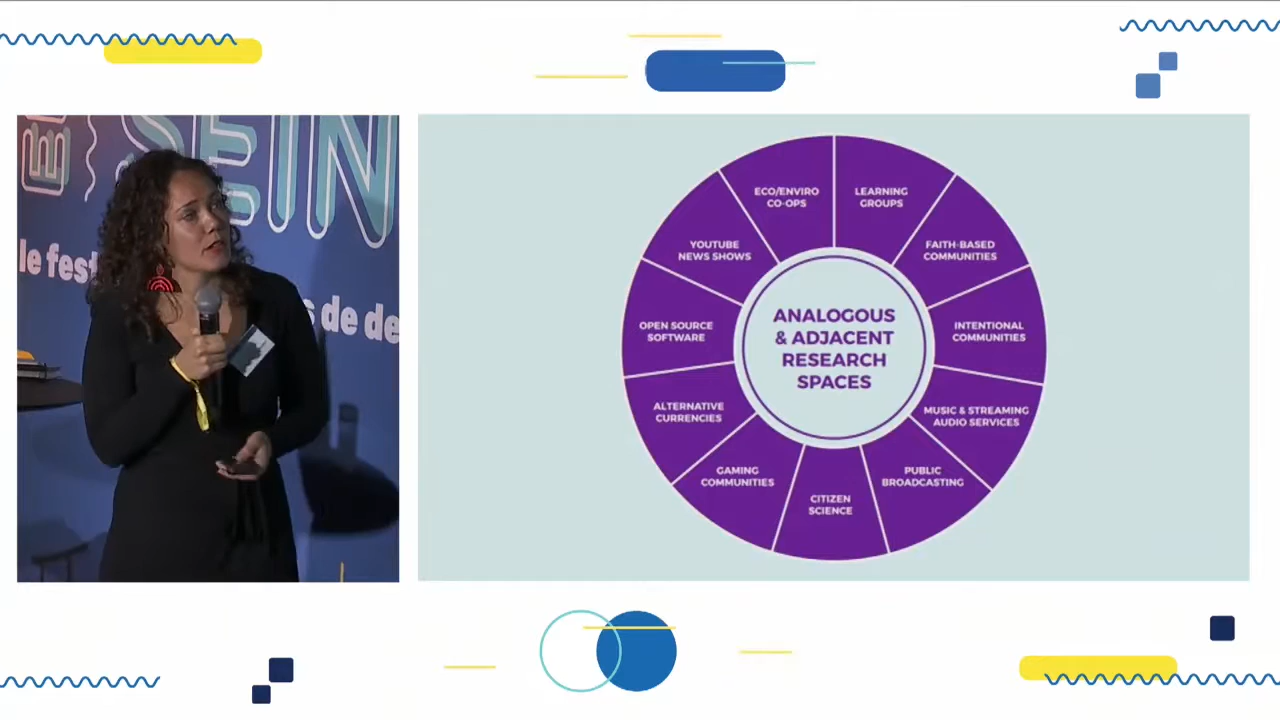 SEIN
le fest
s de de
ECO/ENVIRO
CO-OPS
LEARNING
GROUPS
FAITH-BASED
COMMUNITIES
INTENTIONAL
COMMUNITIES
MUSIC & STREAMING
AUDIO SERVICES
PUBLIC
BROADCASTING
CITIZEN
SCIENCE
GAMING
COMMUNITIES
ALTERNATIVE
CURRENCIES
OPEN SOURCE
SOFTWARE
YOUTUBE
NEWS SHOWS
ANALOGOUS
& ADJACENT
RESEARCH
SPACES